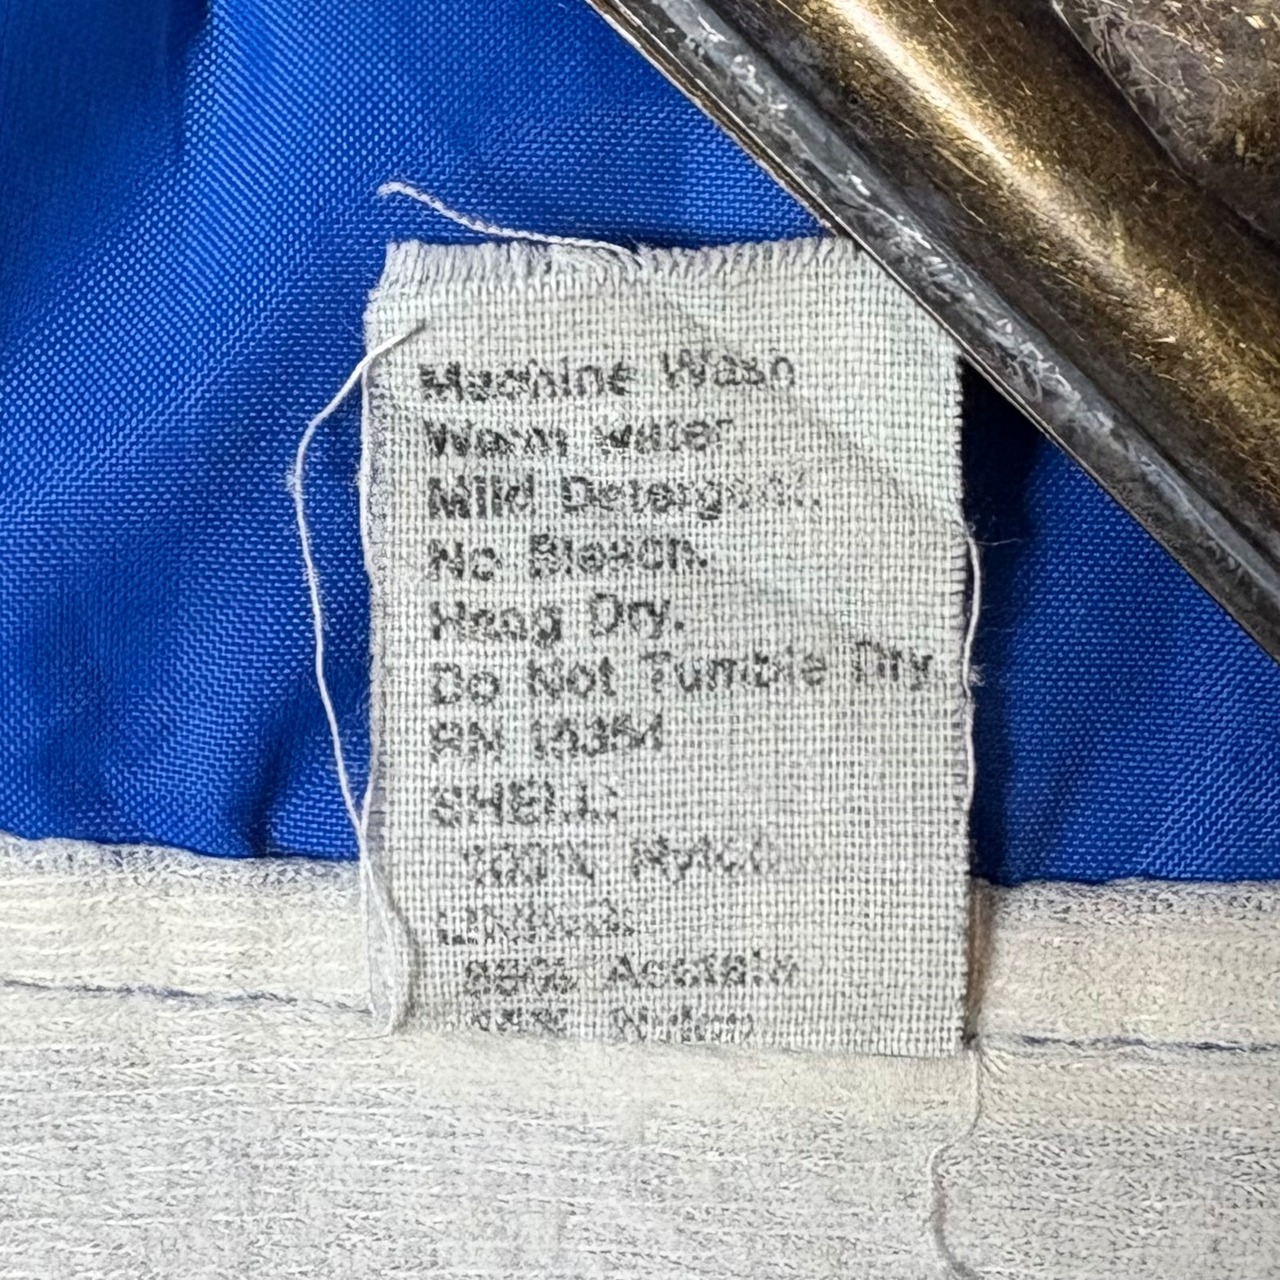 Machine Wash
Warm Water.
Mild Detergent.
No Bleach.
Hang Dry.
Do Not Tumble Dry.
RN
SHELL:
100% Nylon
Acetate
Nylon